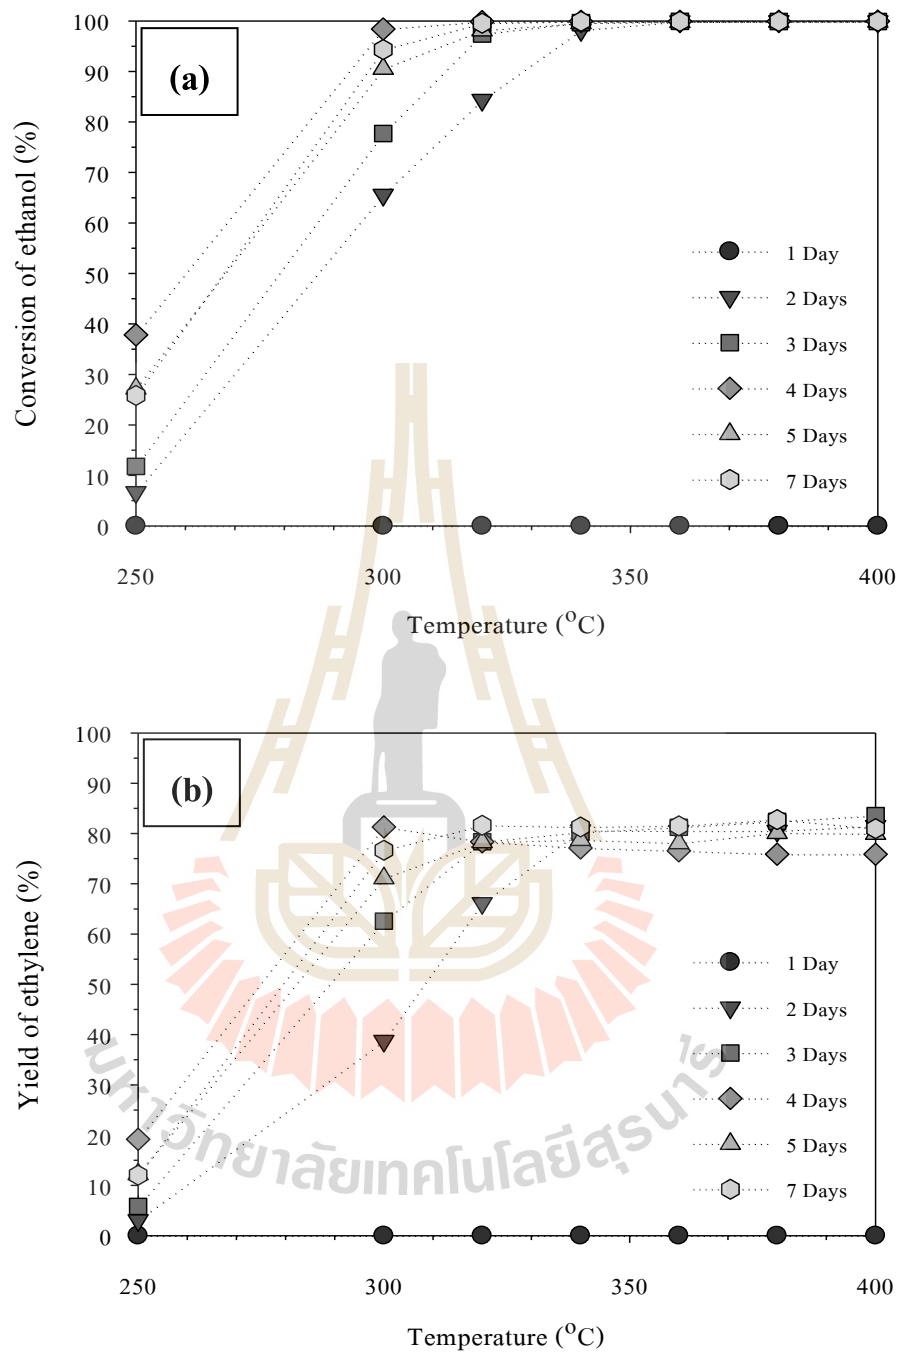 100
(a)
90
80
70
60
50
40
30
20
10
0
Conversion of ethanol (%)
1 Day
2 Days
3 Days
4 Days
5 Days
7 Days
250 300 350 400
Temperature (°C)
100
(b)
90
80
70
60
50
40
30
20
10
0
Yield of ethylene (%)
1 Day
2 Days
3 Days
4 Days
5 Days
7 Days
มหาวิทยาลัยเทคโนโลยีสุรนารี
250 300 350 400
Temperature (°C)